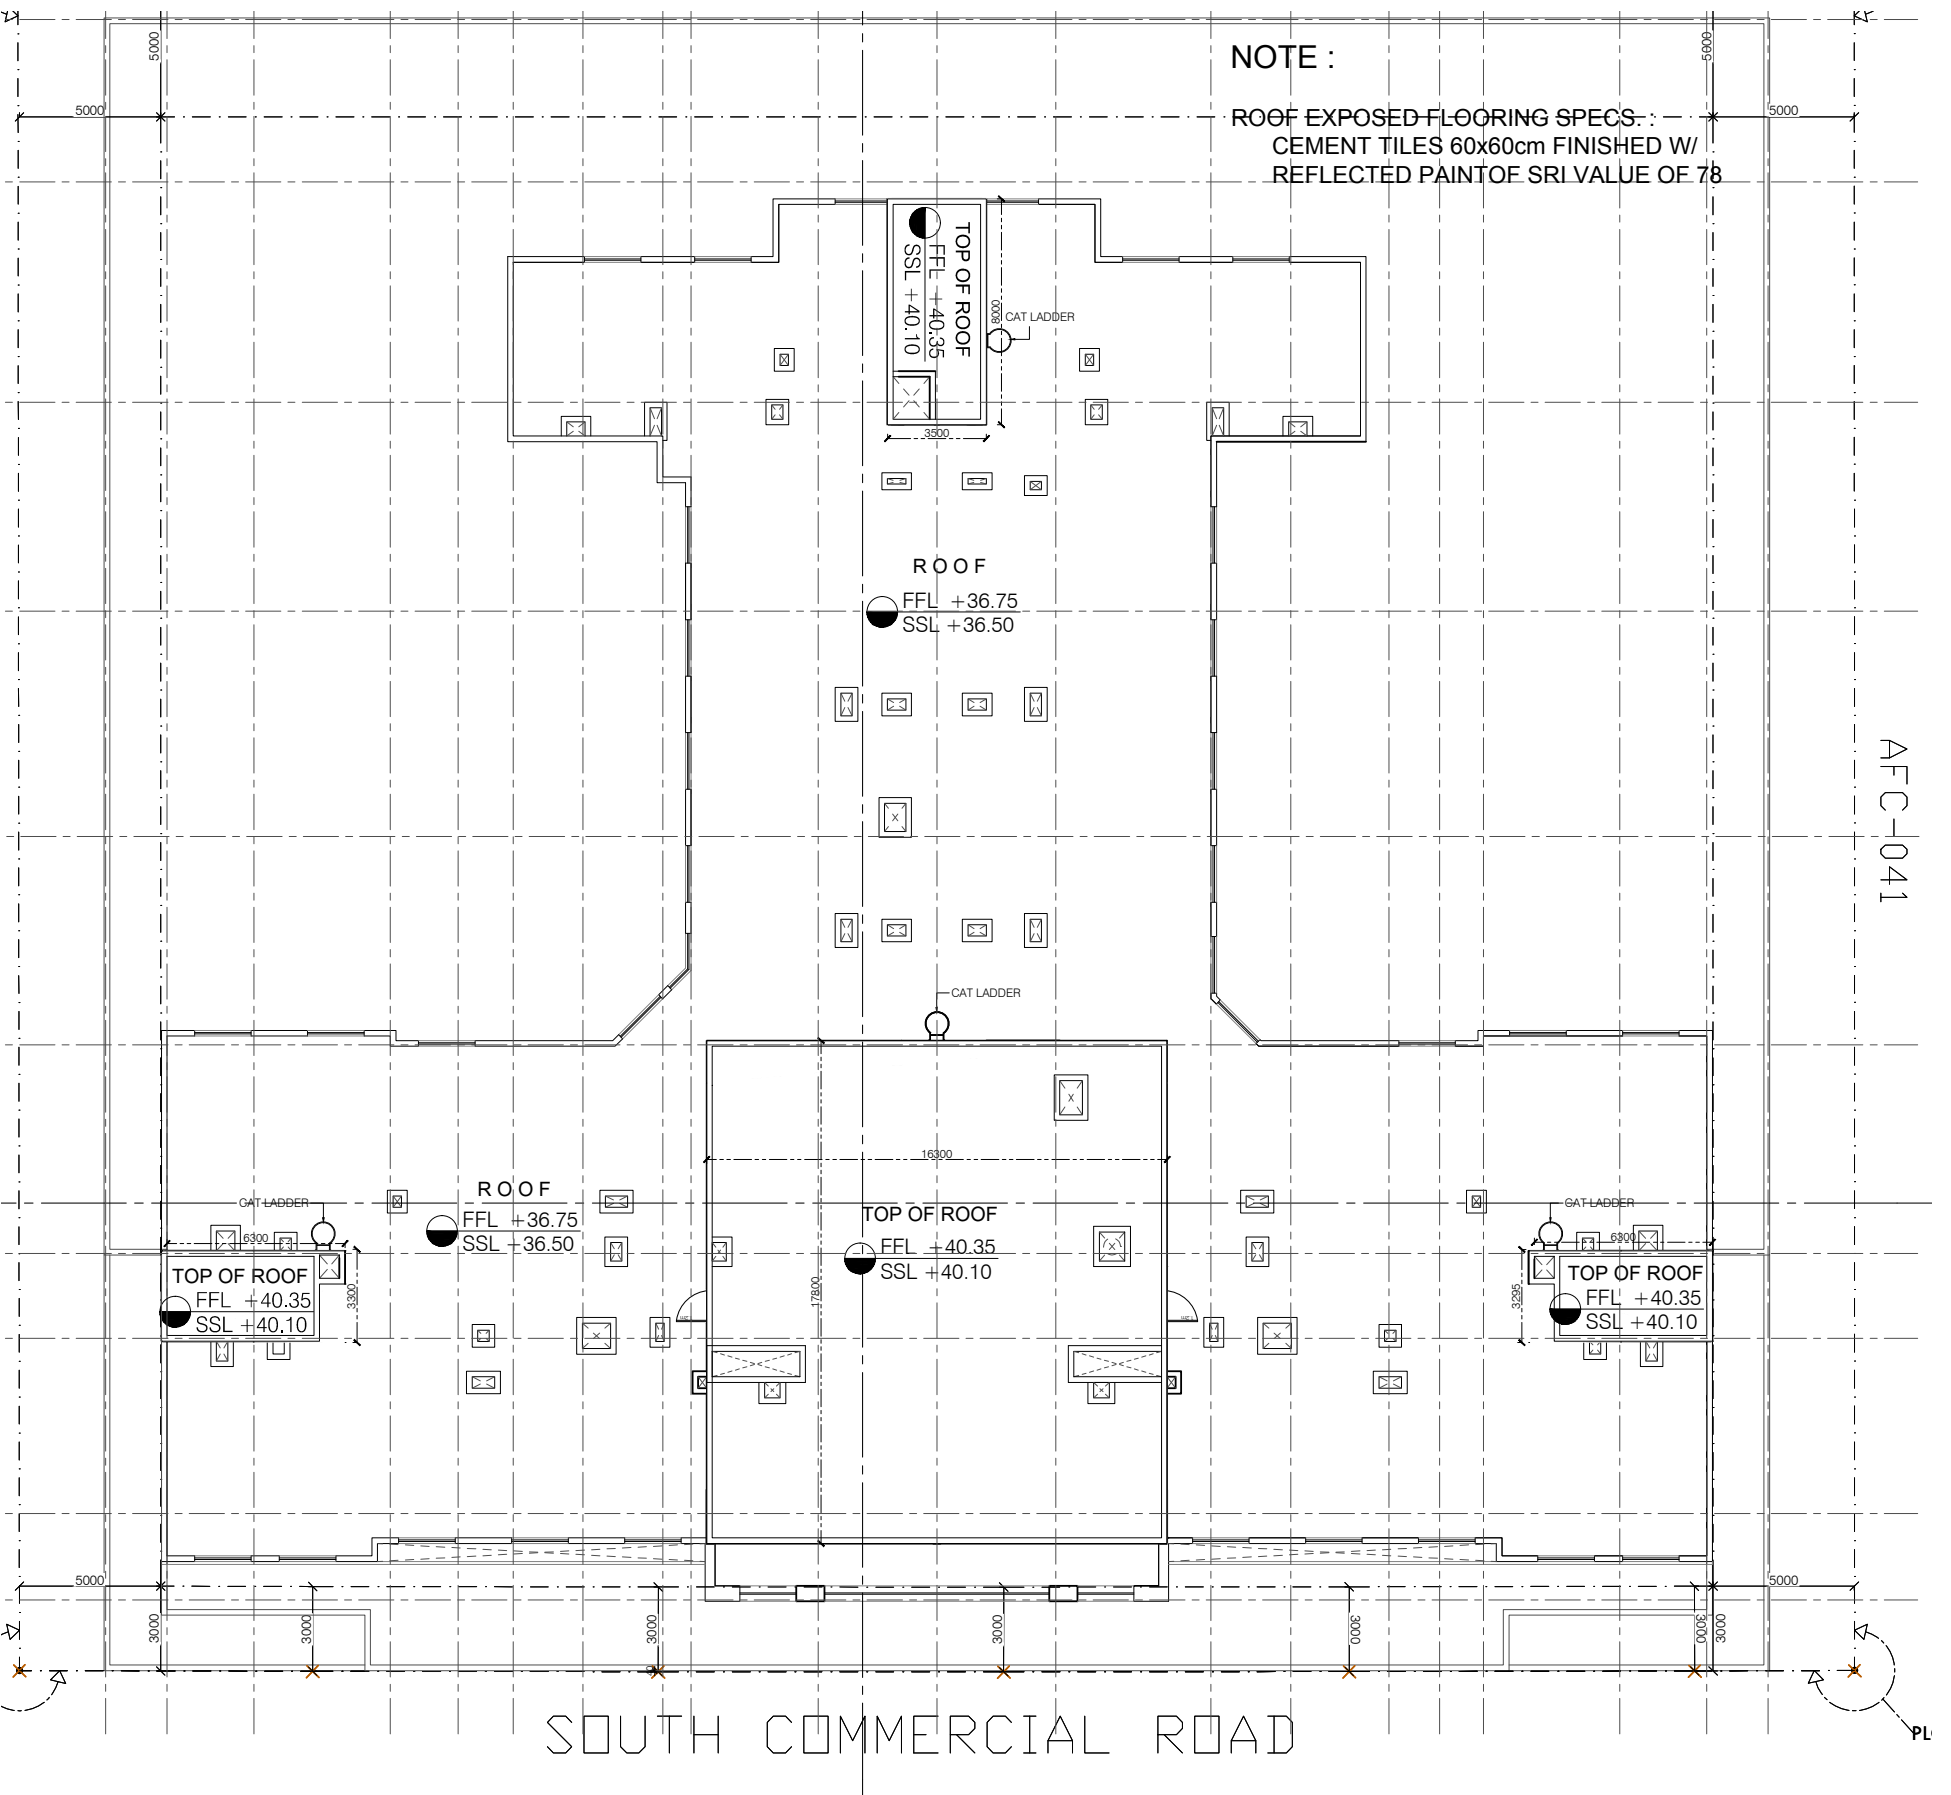 5000
5000
NOTE :
5000
5000
ROOF EXPOSED FLOORING SPECS. :
CEMENT TILES 60x60cm FINISHED W/
REFLECTED PAINTOF SRI VALUE OF 78
TOP OF ROOF
FFL +40.35
SSL +40.10
8000
CAT LADDER
3500
ROOF
FFL +36.75
SSL +36.50
AFC-041
CAT LADDER
16300
17800
ROOF
FFL +36.75
SSL +36.50
TOP OF ROOF
FFL +40.35
SSL +40.10
CAT LADDER
6300
TOP OF ROOF
FFL +40.35
SSL +40.10
3300
CAT LADDER
6300
3295
TOP OF ROOF
FFL +40.35
SSL +40.10
5000
5000
3000
3000
3000
3000
3000
3000
3000
SOUTH COMMERCIAL ROAD